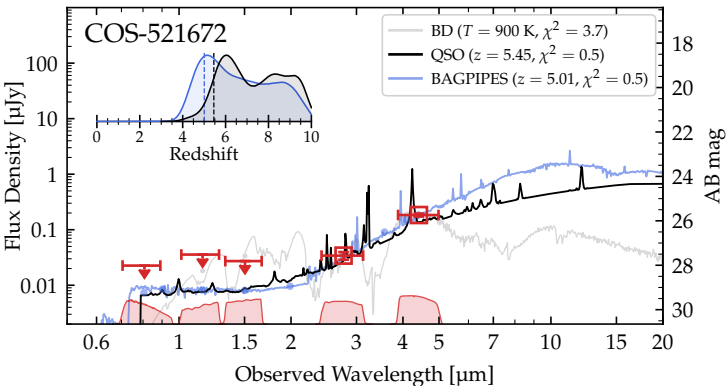 COS-521672
BD (T = 900 K, χ² = 3.7)
QSO (z = 5.45, χ² = 0.5)
BAGPIPES (z = 5.01, χ² = 0.5)
100
10
1
0.1
0.01
Flux Density [μJy]
18
20
22
24
26
28
30
AB mag
0 2 4 6 8 10
Redshift
0.6 1 2 3 4 5 7 10 15 20
Observed Wavelength [μm]